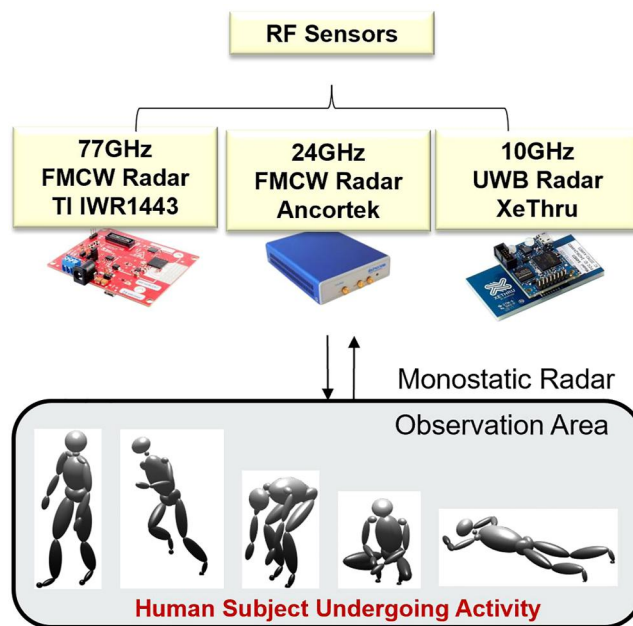 RF Sensors
77GHz
FMCW Radar
TI IWR1443
24GHz
FMCW Radar
Ancortek
10GHz
UWB Radar
XeThru
XETHRU
Monostatic Radar
Observation Area
Human Subject Undergoing Activity